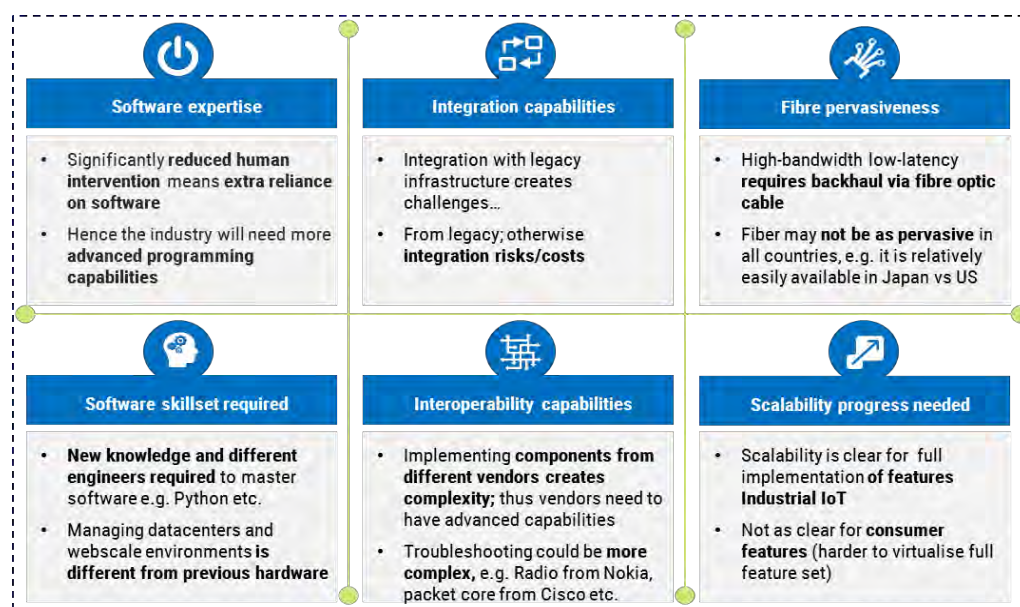 Software expertise
• Significantly reduced human
intervention means extra reliance
on software
• Hence the industry will need more
advanced programming
capabilities
Integration capabilities
• Integration with legacy
infrastructure creates
challenges…
• From legacy; otherwise
integration risks/costs
Fibre pervasiveness
• High-bandwidth low-latency
requires backhaul via fibre optic
cable
• Fiber may not be as pervasive in
all countries, e.g. it is relatively
easily available in Japan vs US
Software skillset required
• New knowledge and different
engineers required to master
software e.g. Python etc.
• Managing datacenters and
webscale environments is
different from previous hardware
Interoperability capabilities
• Implementing components from
different vendors creates
complexity; thus vendors need to
have advanced capabilities
• Troubleshooting could be more
complex, e.g. Radio from Nokia,
packet core from Cisco etc.
Scalability progress needed
• Scalability is clear for full
implementation of features
Industrial IoT
• Not as clear for consumer
features (harder to virtualise full
feature set)